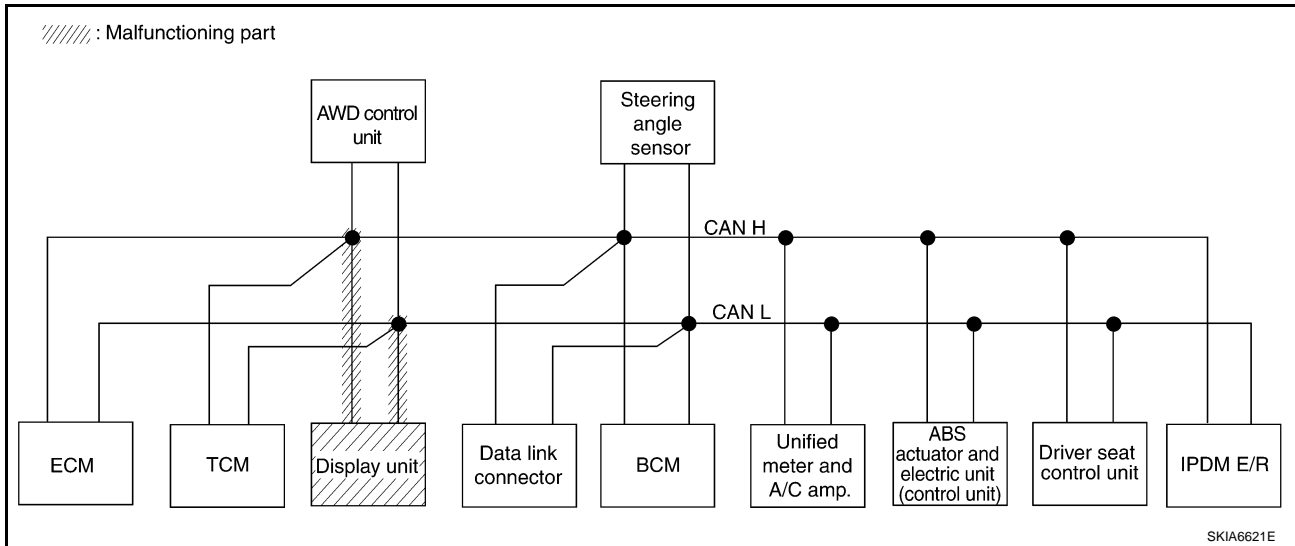 : Malfunctioning part
AWD control
unit
Steering
angle
sensor
CAN H
CAN L
ECM
TCM
Display unit
Data link
connector
BCM
Unified
meter and
A/C amp.
ABS
actuator and
electric unit
(control unit)
Driver seat
control unit
IPDM E/R
SKIA6621E